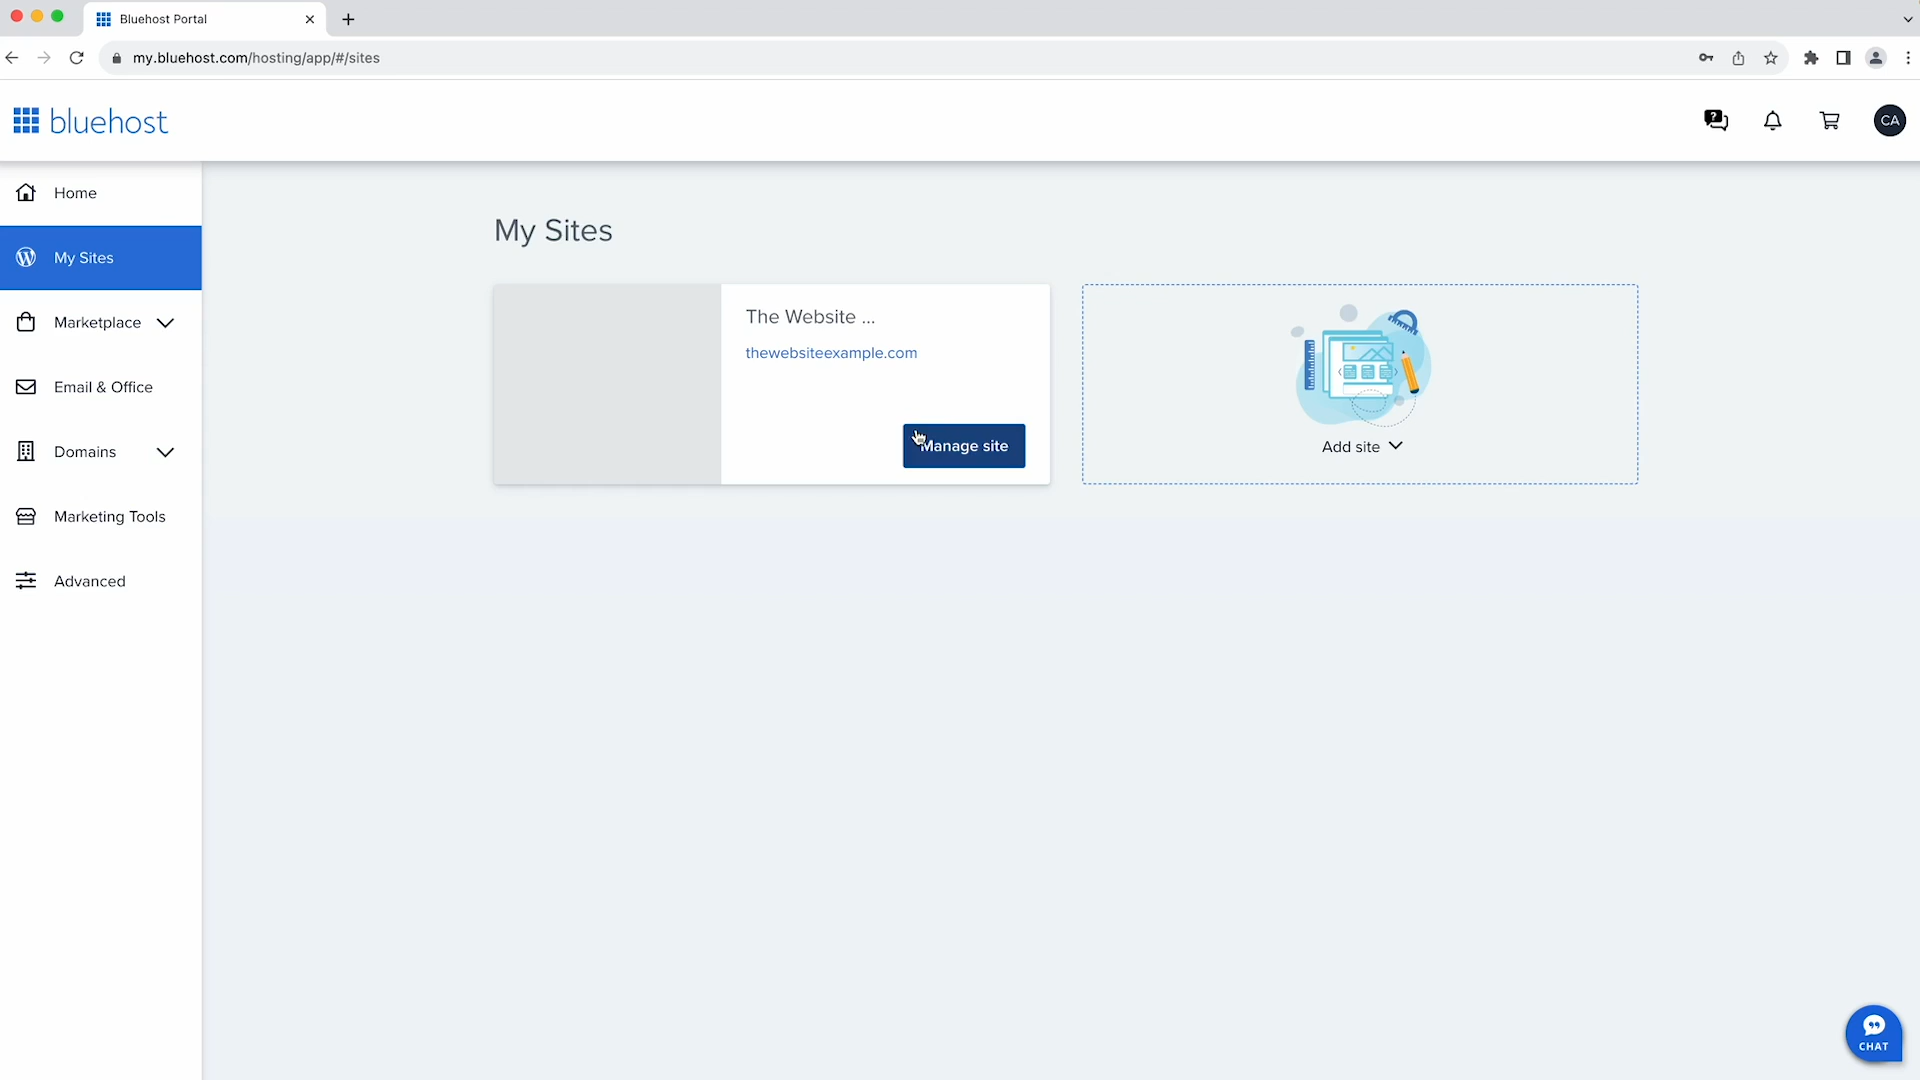 Bluehost Portal
my.bluehost.com/hosting/app/#/sites
bluehost
CA
Home
My Sites
Marketplace
Email & Office
Domains
Marketing Tools
Advanced
My Sites
The Website ...
thewebsiteexample.com
Manage site
Add site
CHAT